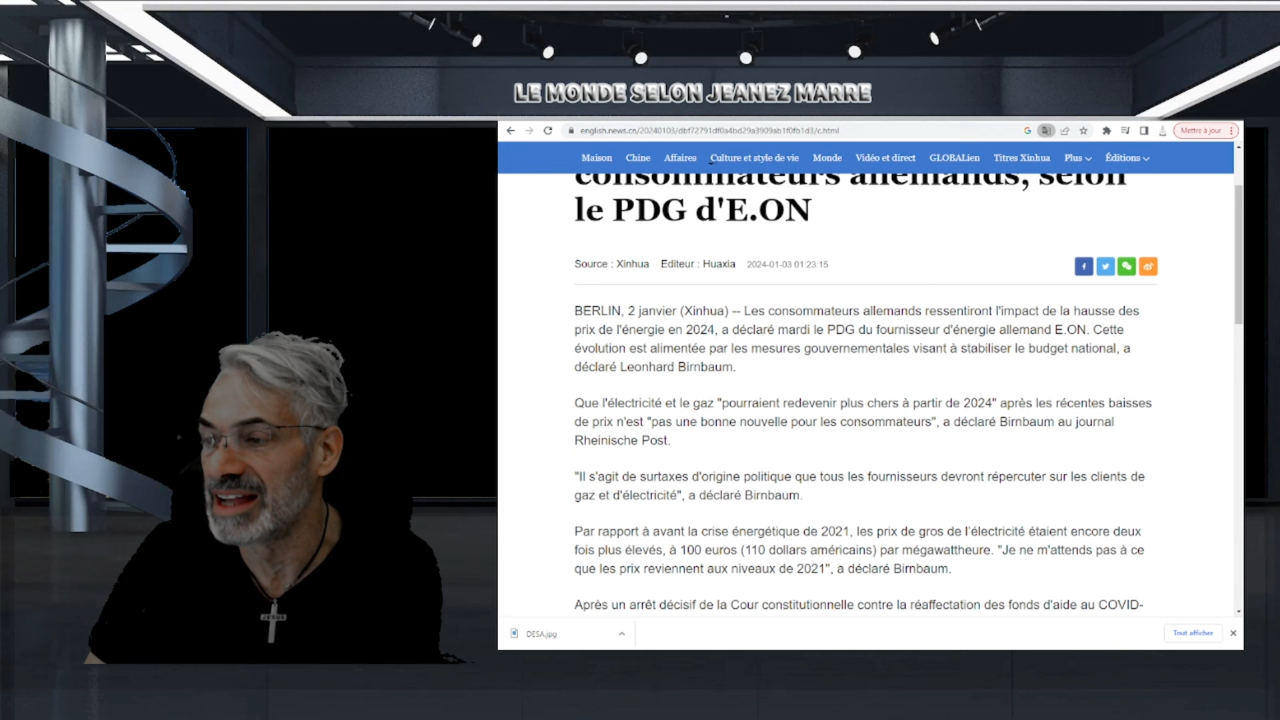 LE MONDE SELON JEANEZ MARRE
english.news.cn/20240103/dbf72791df0a4bd29a3909ab1f0fb1d3/c.html
Mettre à jour
Maison Chine Affaires Culture et style de vie Monde Vidéo et direct GLOBALien Titres Xinhua Plus Éditions
consommateurs allemands, selon
le PDG d'E.ON
Source : Xinhua Editeur : Huaxia 2024-01-03 01:23:15
BERLIN, 2 janvier (Xinhua) -- Les consommateurs allemands ressentiront l'impact de la hausse des
prix de l'énergie en 2024, a déclaré mardi le PDG du fournisseur d'énergie allemand E.ON. Cette
évolution est alimentée par les mesures gouvernementales visant à stabiliser le budget national, a
déclaré Leonhard Birnbaum.
Que l'électricité et le gaz "pourraient redevenir plus chers à partir de 2024" après les récentes baisses
de prix n'est "pas une bonne nouvelle pour les consommateurs", a déclaré Birnbaum au journal
Rheinische Post.
"Il s'agit de surtaxes d'origine politique que tous les fournisseurs devront répercuter sur les clients de
gaz et d'électricité", a déclaré Birnbaum.
Par rapport à avant la crise énergétique de 2021, les prix de gros de l'électricité étaient encore deux
fois plus élevés, à 100 euros (110 dollars américains) par mégawattheure. "Je ne m'attends pas à ce
que les prix reviennent aux niveaux de 2021", a déclaré Birnbaum.
Après un arrêt décisif de la Cour constitutionnelle contre la réaffectation des fonds d'aide au COVID-
JESUS
DESA.jpg
Tout afficher